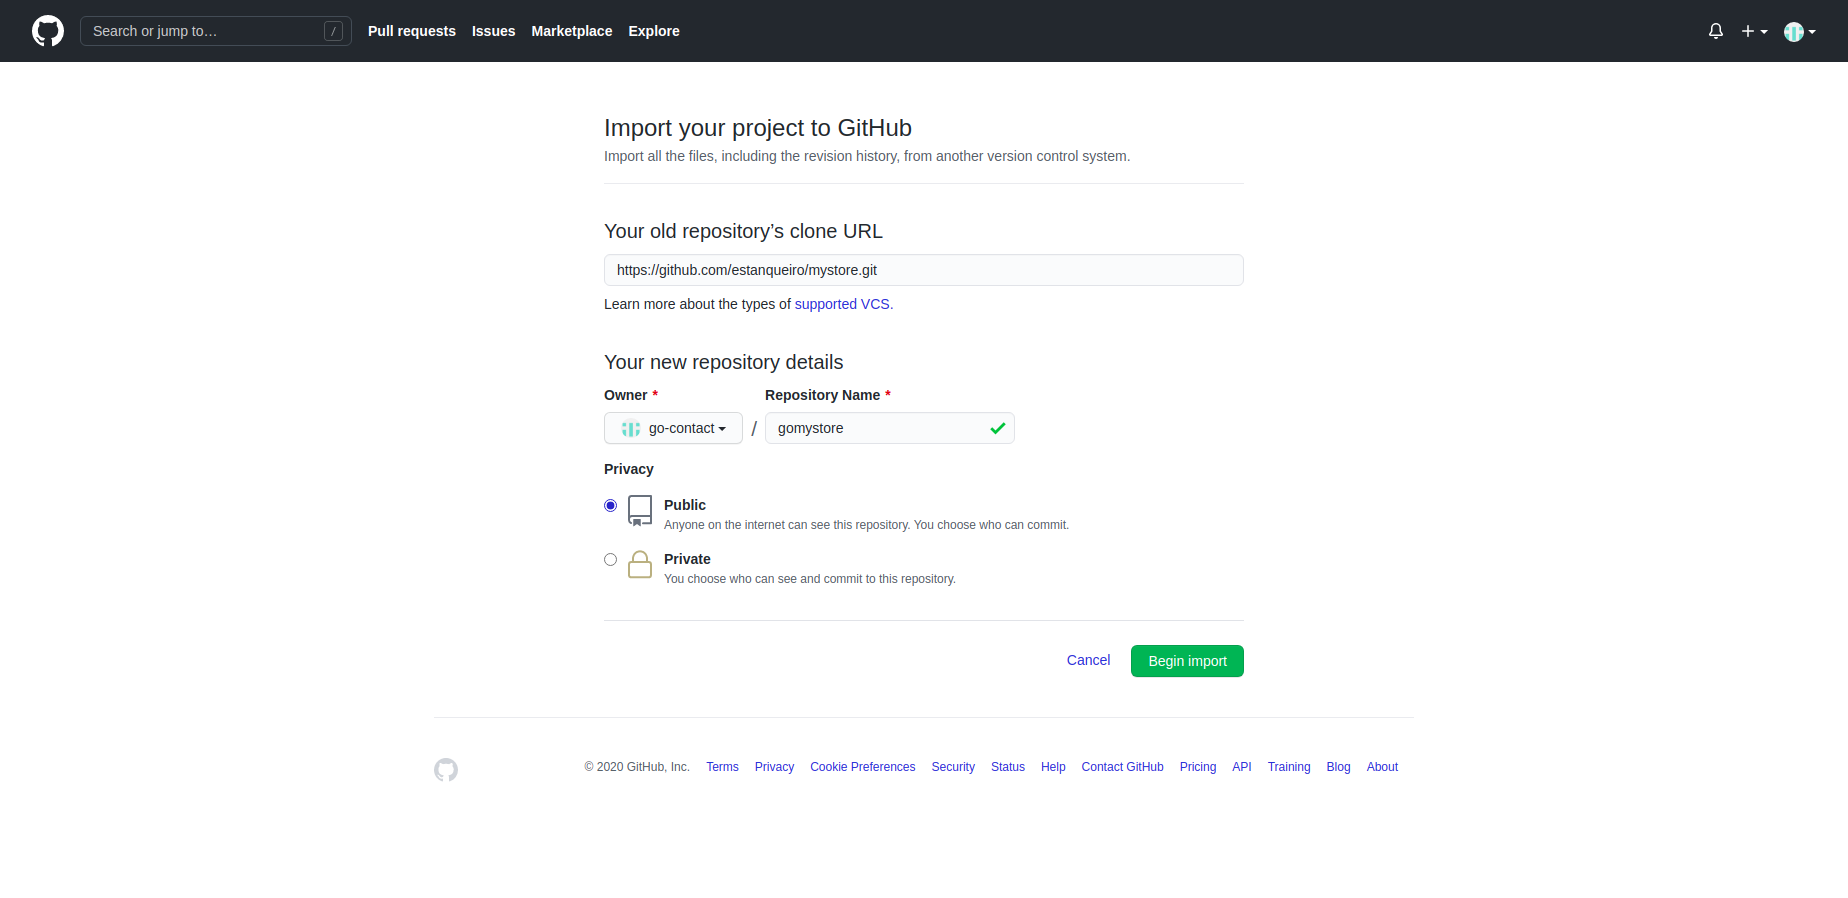 Search or jump to… /
Pull requests Issues Marketplace Explore
Import your project to GitHub
Import all the files, including the revision history, from another version control system.
Your old repository’s clone URL
https://github.com/estanqueiro/mystore.git
Learn more about the types of supported VCS.
Your new repository details
Owner * Repository Name *
go-contact / gomystore
Privacy
Public
Anyone on the internet can see this repository. You choose who can commit.
Private
You choose who can see and commit to this repository.
Cancel Begin import
© 2020 GitHub, Inc. Terms Privacy Cookie Preferences Security Status Help Contact GitHub Pricing API Training Blog About